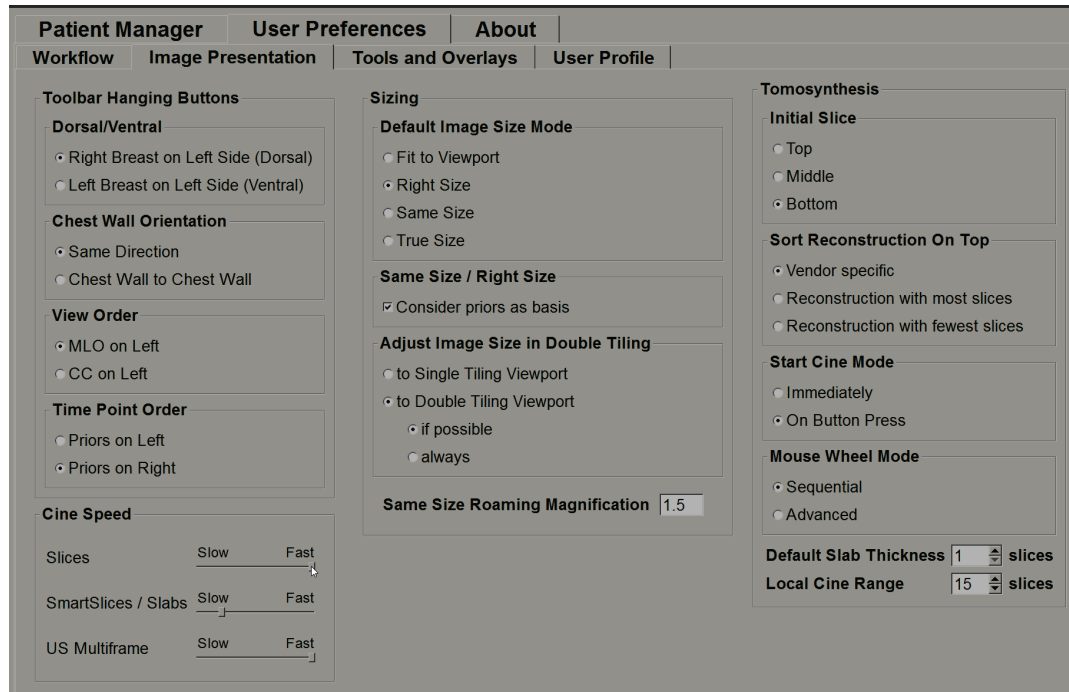 Patient Manager User Preferences About
Workflow Image Presentation Tools and Overlays User Profile
Toolbar Hanging Buttons
Dorsal/Ventral
Right Breast on Left Side (Dorsal)
Left Breast on Left Side (Ventral)
Chest Wall Orientation
Same Direction
Chest Wall to Chest Wall
View Order
MLO on Left
CC on Left
Time Point Order
Priors on Left
Priors on Right
Cine Speed
Slices Slow Fast
SmartSlices / Slabs Slow Fast
US Multiframe Slow Fast
Sizing
Default Image Size Mode
Fit to Viewport
Right Size
Same Size
True Size
Same Size / Right Size
Consider priors as basis
Adjust Image Size in Double Tiling
to Single Tiling Viewport
to Double Tiling Viewport
if possible
always
Same Size Roaming Magnification 1.5
Tomosynthesis
Initial Slice
Top
Middle
Bottom
Sort Reconstruction On Top
Vendor specific
Reconstruction with most slices
Reconstruction with fewest slices
Start Cine Mode
Immediately
On Button Press
Mouse Wheel Mode
Sequential
Advanced
Default Slab Thickness 1 slices
Local Cine Range 15 slices